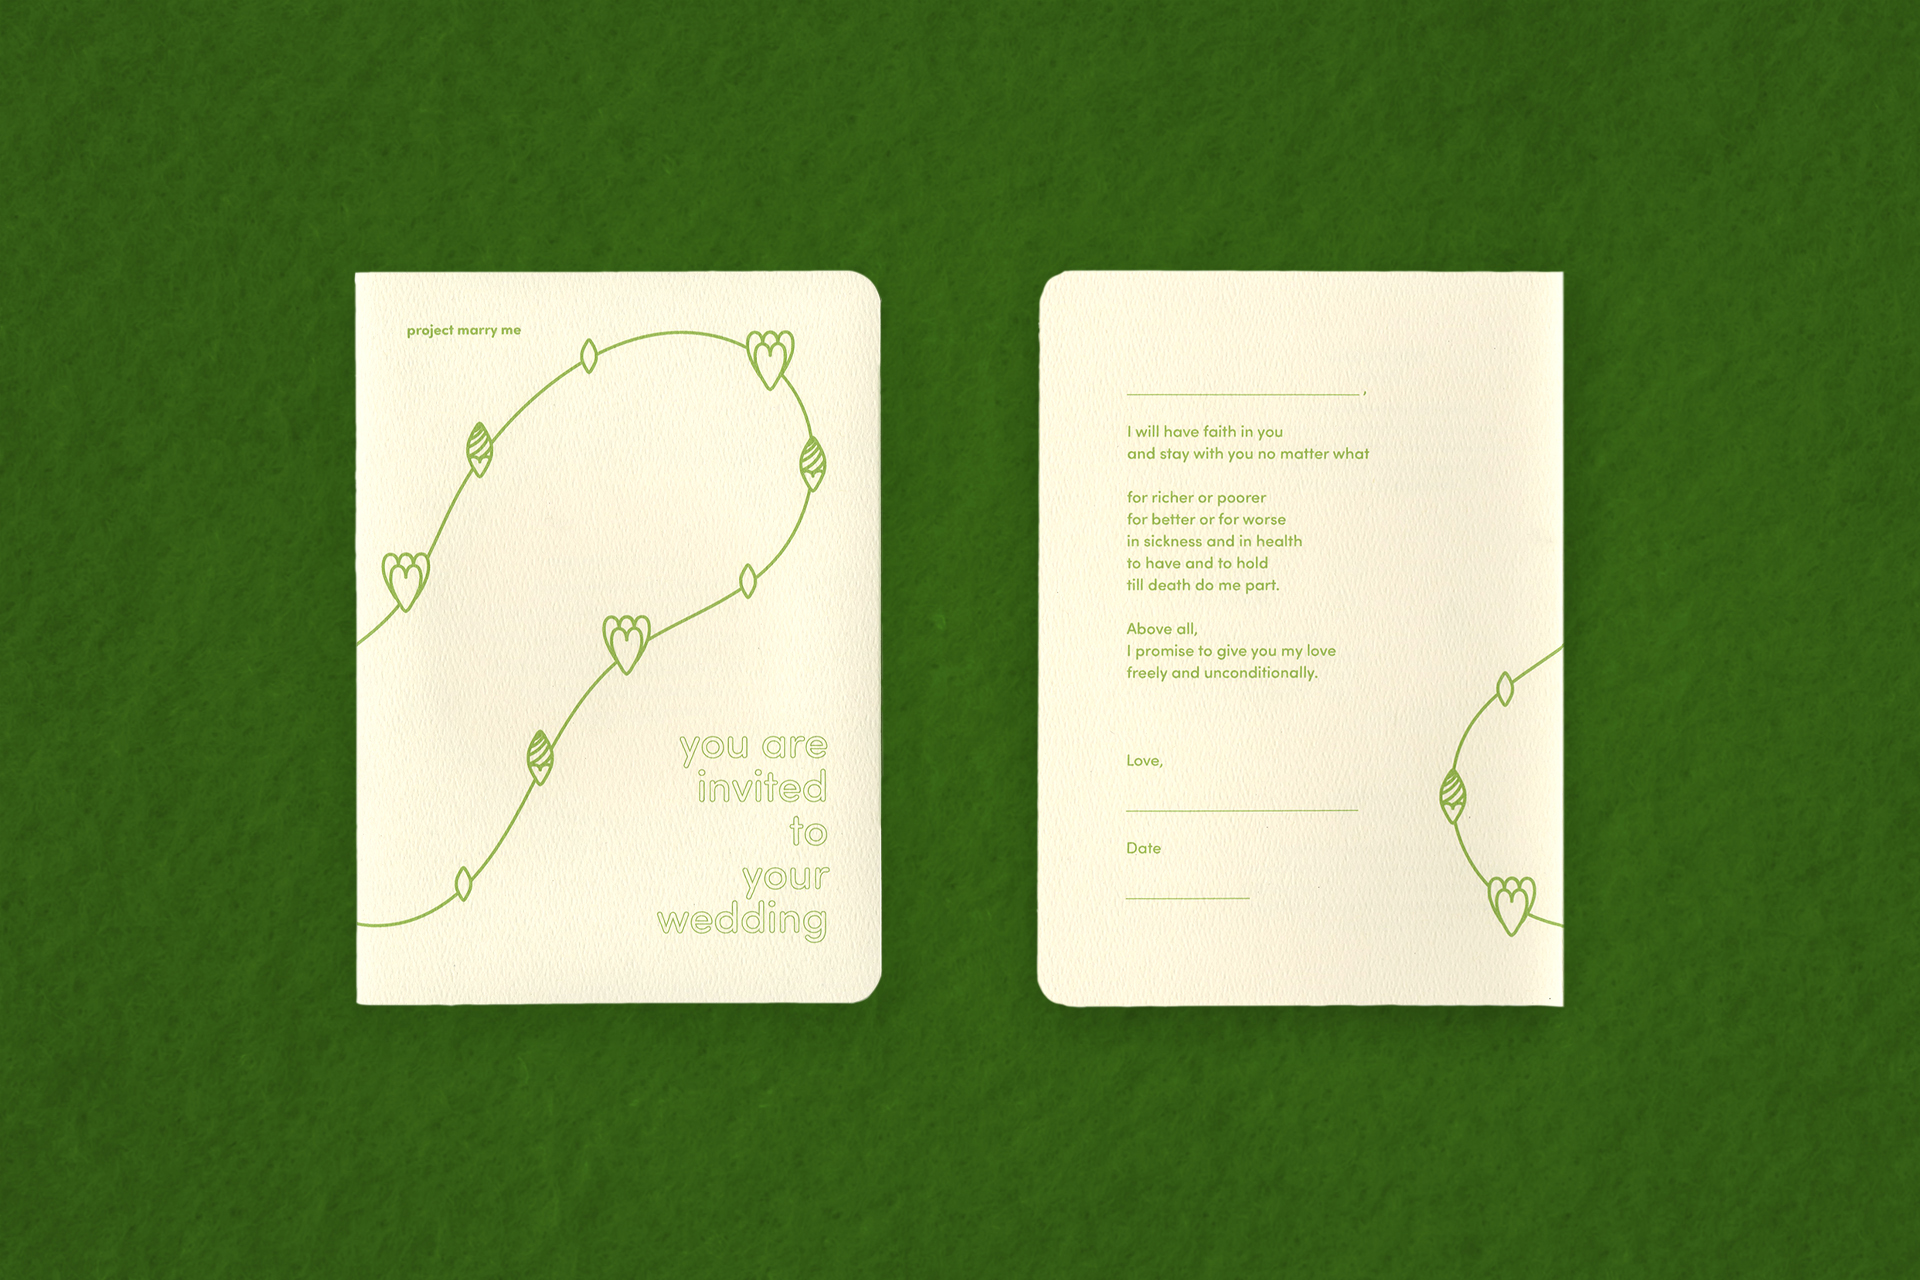 project marry me
you are
invited
to
your
wedding
,
I will have faith in you
and stay with you no matter what
for richer or poorer
for better or for worse
in sickness and in health
to have and to hold
till death do me part.
Above all,
I promise to give you my love
freely and unconditionally.
Love,
Date